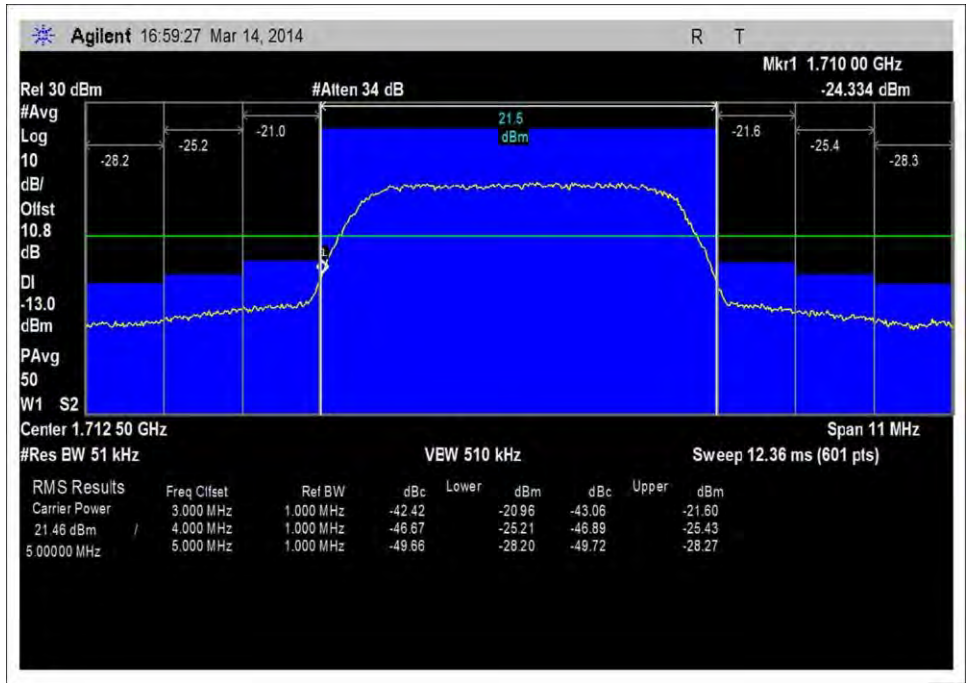 Agilent 16:59:27 Mar 14, 2014 R T
Mkr1 1.710 00 GHz
Ref 30 dBm #Atten 34 dB -24.334 dBm
#Avg
Log
10
dB/
Offst
10.8
dB
DI
-13.0
dBm
PAvg
50
W1 S2
-28.2 -25.2 -21.0 21.5 dBm -21.6 -25.4 -28.3
1
Center 1.712 50 GHz Span 11 MHz
#Res BW 51 kHz VBW 510 kHz Sweep 12.36 ms (601 pts)
RMS Results Freq Offset Ref BW dBc Lower dBm dBc Upper dBm
Carrier Power 3.000 MHz 1.000 MHz -42.42 -20.96 -43.06 -21.60
21.46 dBm / 4.000 MHz 1.000 MHz -46.67 -25.21 -46.89 -25.43
5.00000 MHz 5.000 MHz 1.000 MHz -49.66 -28.20 -49.72 -28.27